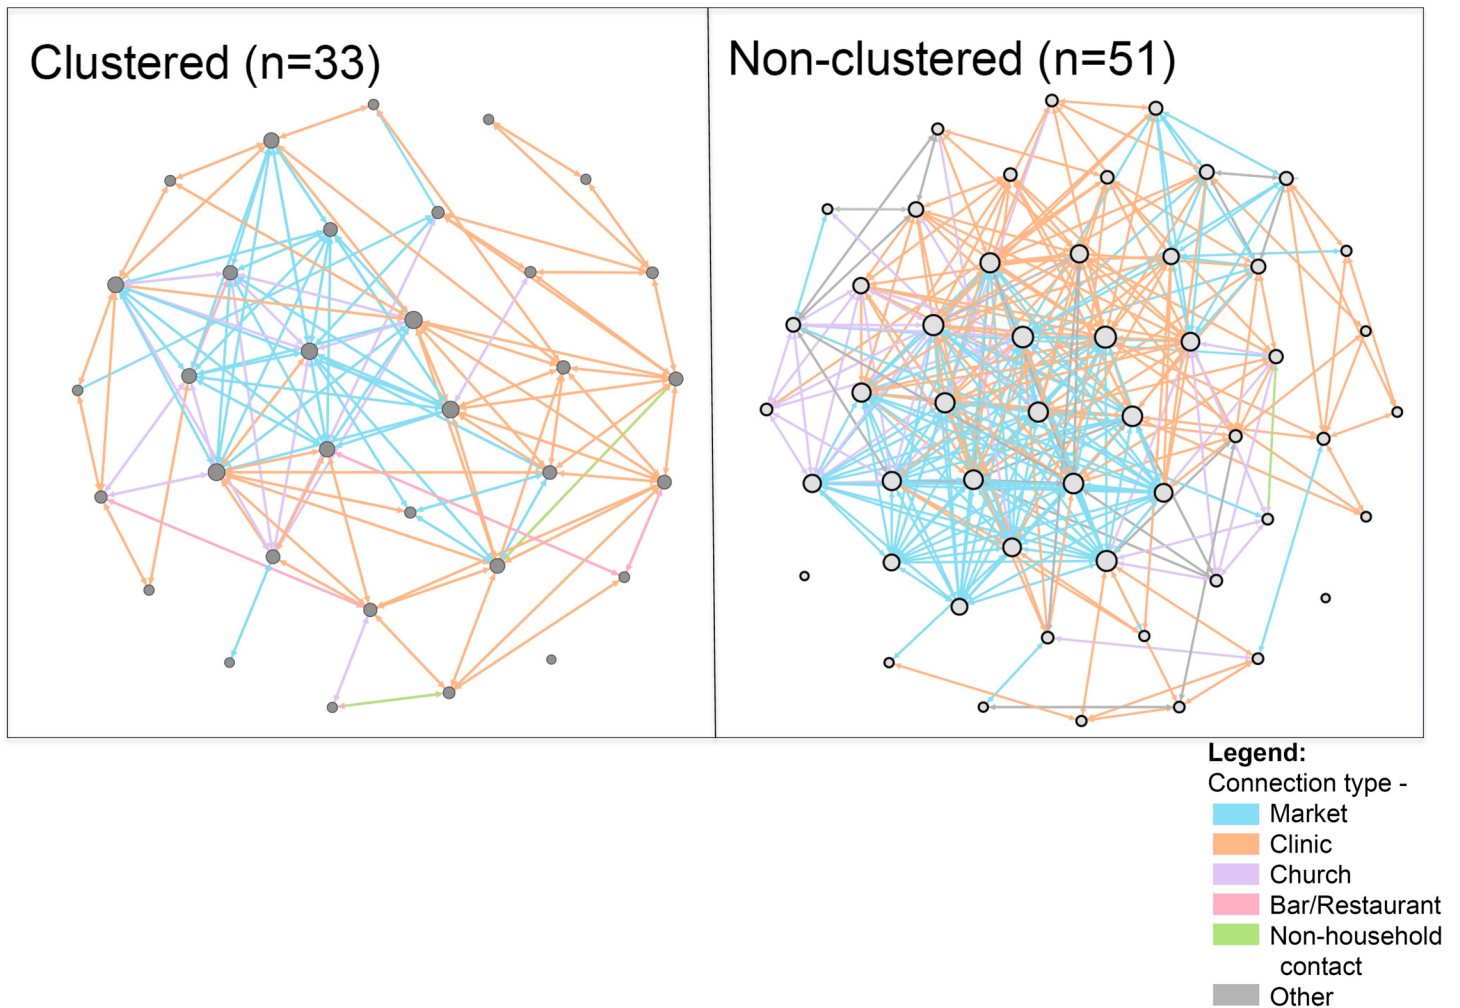 Clustered (n=33)
Non-clustered (n=51)
Legend:
Connection type -
Market
Clinic
Church
Bar/Restaurant
Non-household
contact
Other